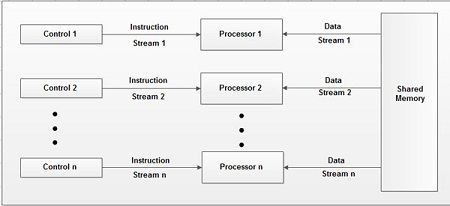 Control 1
Instruction
Stream 1
Processor 1
Data
Stream 1
Control 2
Instruction
Stream 2
Processor 2
Data
Stream 2
Shared
Memory
Control n
Instruction
Stream n
Processor n
Data
Stream n